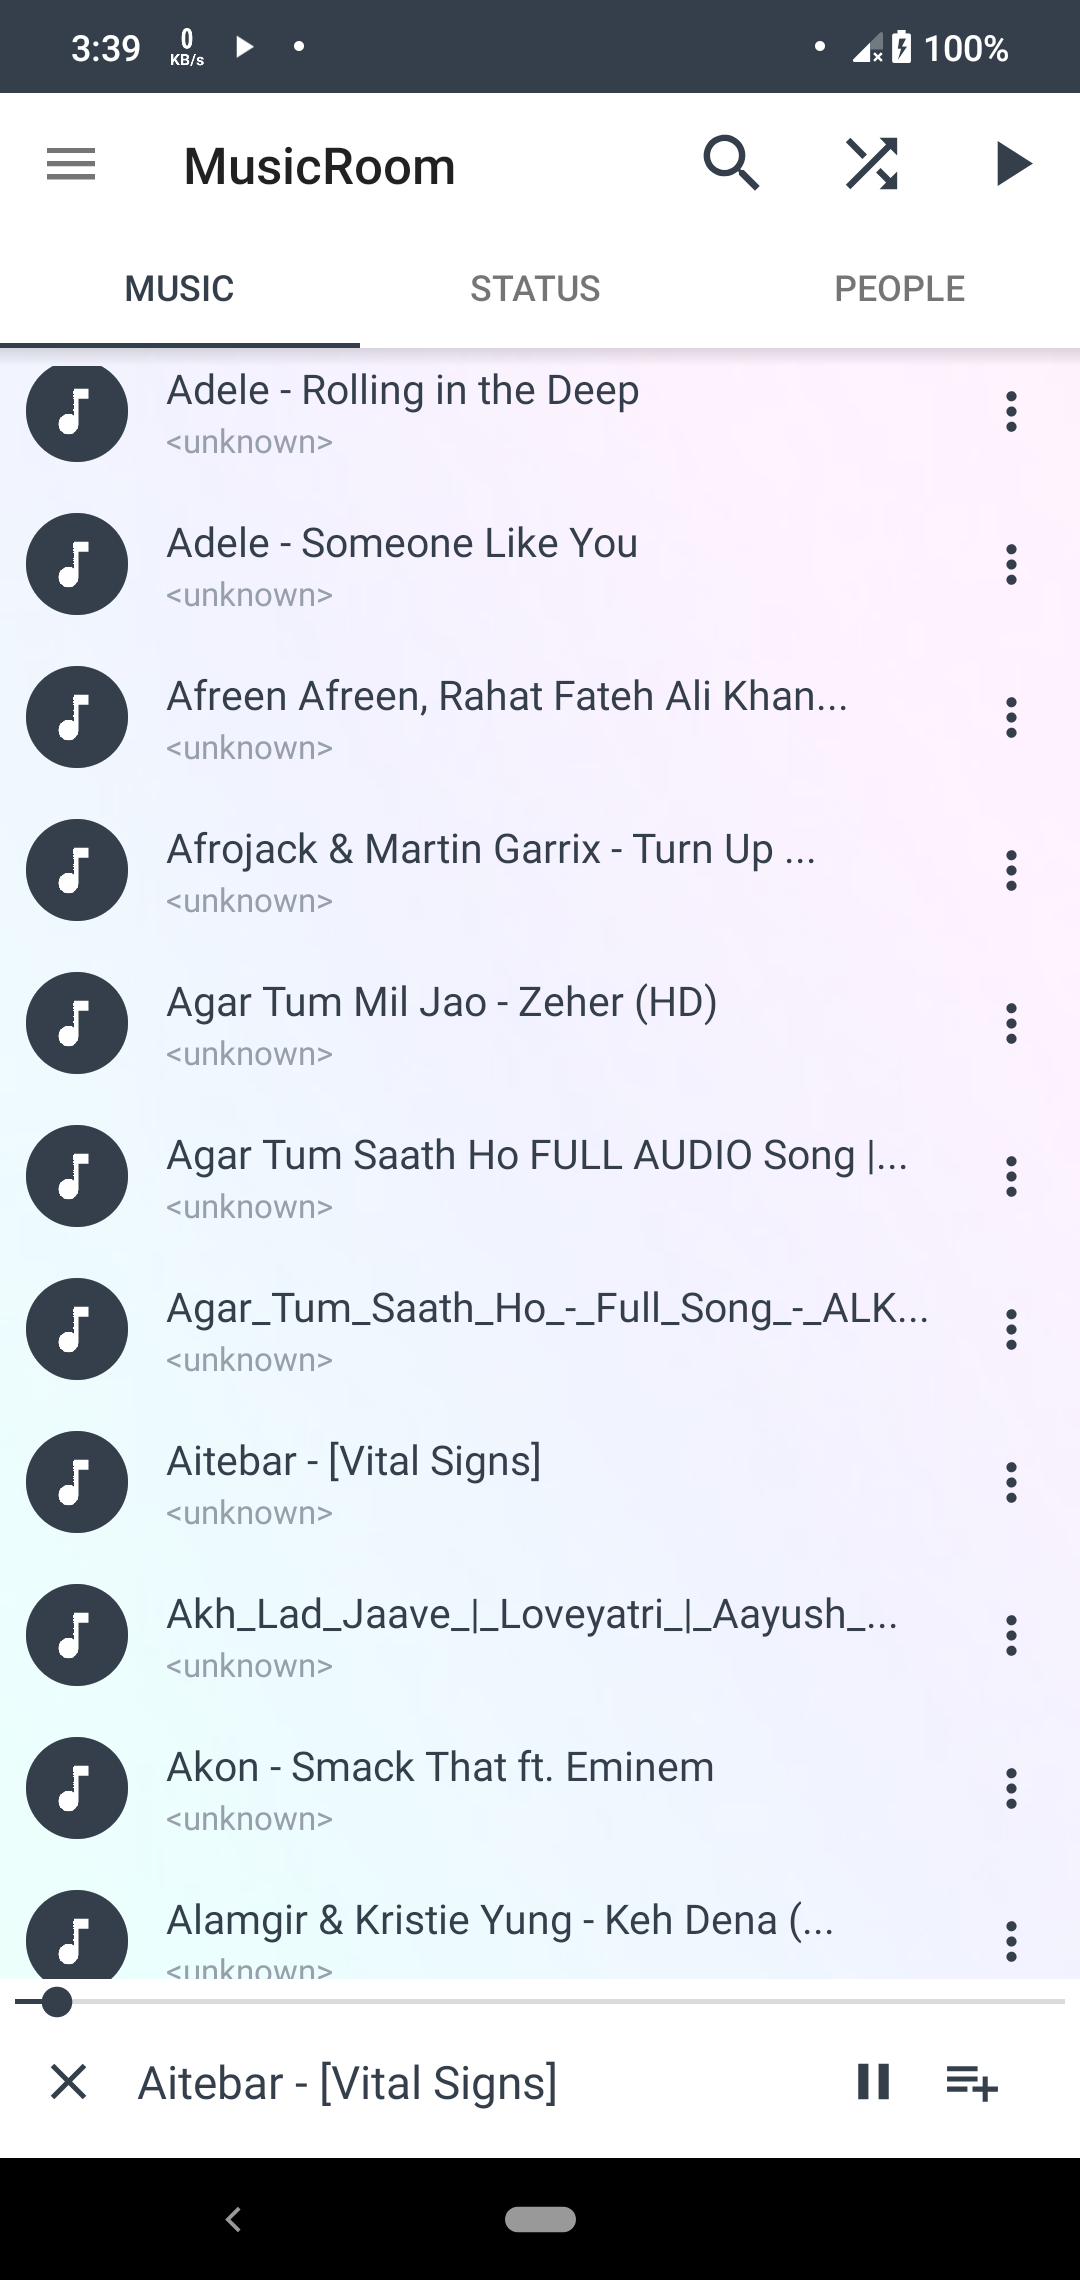 3:39 0 KB/s 100%
MusicRoom
MUSIC STATUS PEOPLE
Adele - Rolling in the Deep
<unknown>
Adele - Someone Like You
<unknown>
Afreen Afreen, Rahat Fateh Ali Khan...
<unknown>
Afrojack & Martin Garrix - Turn Up ...
<unknown>
Agar Tum Mil Jao - Zeher (HD)
<unknown>
Agar Tum Saath Ho FULL AUDIO Song |...
<unknown>
Agar_Tum_Saath_Ho_-_Full_Song_-_ALK...
<unknown>
Aitebar - [Vital Signs]
<unknown>
Akh_Lad_Jaave_|_Loveyatri_|_Aayush_...
<unknown>
Akon - Smack That ft. Eminem
<unknown>
Alamgir & Kristie Yung - Keh Dena (...
<unknown>
Aitebar - [Vital Signs]